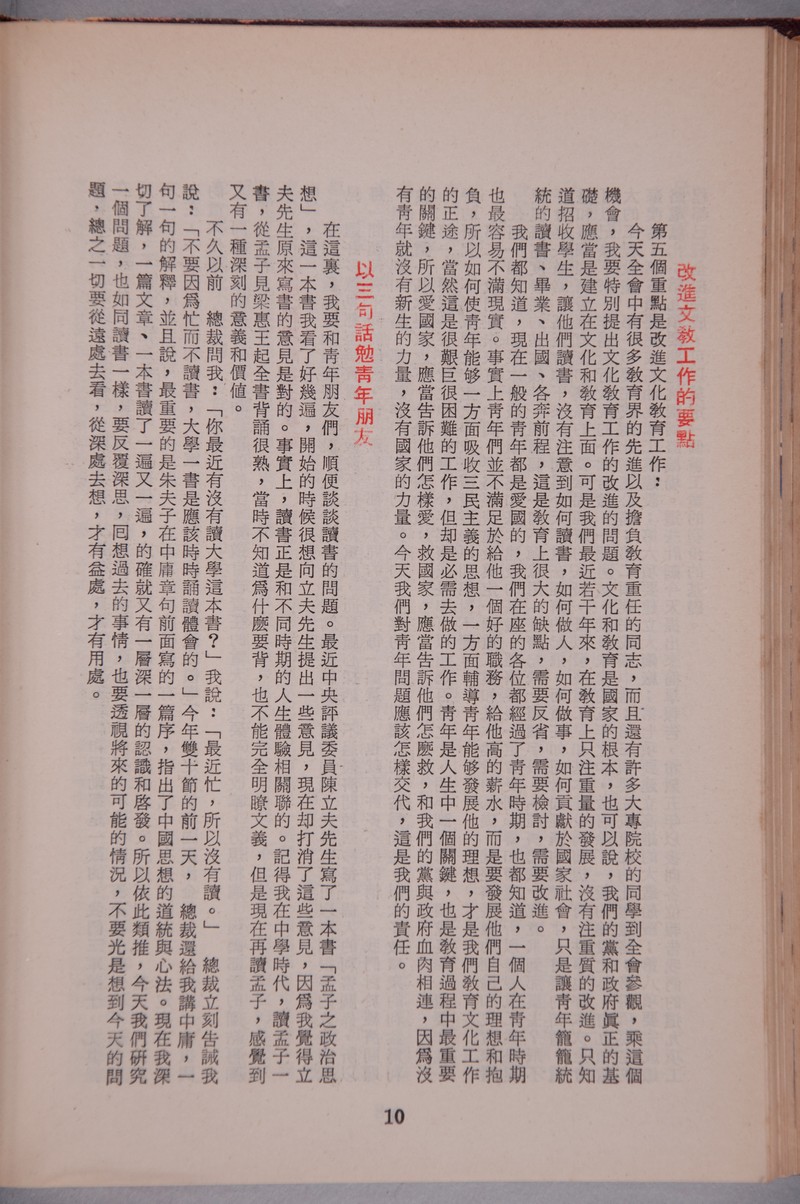 改進文敎工作的要點
第五個重點是改進文化敎育工作：
今天全會中有很多敎育界的先進以及擔負敎育重任的同志，而且還有許多大專院校的同學到全會參觀，乘這個
機會，我要特別提出文化敎育工作的改進的問題。文化和敎育是國家的根本，也可以說，我們的黨和政府眞正的基
礎，應當是建立在文化和敎育上面。可是我們最近若干年來，在敎育上只注重量的發展，沒有注重質的改進。只知
道招收學生，讓他們讀書，沒有注意到如何讀書，如何做人，如何做事，如何貢獻於國家社會，只是讓靑年籠籠統
統的讀書、畢業、出國、各奔前程，這是敎育上很大的缺點，需要反省，需要檢討，需要改進。
我們都知道，現在一般的靑年都是愛國的，我們在座的各位都經過了靑年時期，也都知道，一個人在靑年時期
也最容易不滿現實。事實上靑年們並不滿足於給他一個好的職務，給他高的薪水，而是要發展他們自己的理想和抱
負，所以如何使靑年能够一方面吸收三民主義的思想，一方面輔導靑年能够發展他的理想，才是我們敎育文化工作
的正途，當然這是很艱巨很困難的工作，但却是必需去做的工作。靑年是人生中一個關鍵，也是敎育過程中最重要
的關鍵，所以愛國家，應當告訴他們怎樣愛，救國家，應當告訴他們怎麼救，和我們的黨與政府血肉相連，因爲沒
有靑年就沒有新生的力量，沒有國家的力量。今天我們對靑年問題應該怎樣交代，這是我們的責任。
以三句話勉靑年朋友
在這裏，我要和靑年朋友們，順便談談讀書的問題。最近中央評議委員陳立夫先生寫了一本書「孟子之政治思
想」，這一本書我看了好幾遍，開始的時候很想向立夫先生提出一些意見，現在却打消了這些意見，因爲我覺得立
夫先生原來寫書的意見是對的。事實上，讀書正是和不同時期的人生體驗相關聯的。記得我在中學時代，讀孟子一
書，從孟子見梁惠王起全書背誦很熟，當時不知道爲什麼要背，也不能完全明瞭文義，但是現在再讀孟子，感覺到
又有一種深刻的意義和價値。
不久以前　總裁問我：「你最近有沒有讀大學這本書？」我說：「最近忙，所以沒有讀。」　總裁立刻告誡我
說：「不要因爲忙而不讀書，大學一書是應該時時誦讀體會的。」今年雙十節的前一天，　總裁還給我講中庸，一
句一句的解釋，並且說，最重要的是朱夫子在中庸章句前面寫的一篇序，指出了中國思想的道統與心法。現在我深
切了解，一篇文章、一本書讀了一遍又一遍，的確就又有一層深一層的認識和啓發。所以依此類推，今天我們硏究
一個問題，也如同讀書一樣，要反覆深思，囘想過去的事情，也要透視將來的可能的情況，不要光是想到今天的問
題，總之一切要從遠處去看，從深處去想，才有益處，才有用處。
10